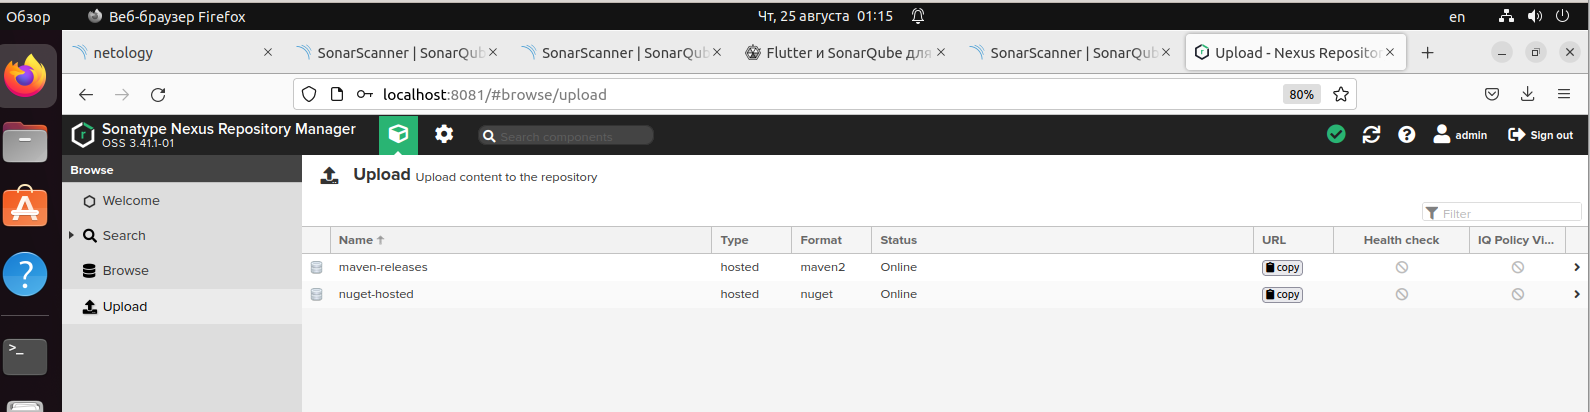 Обзор Веб-браузер Firefox Чт, 25 августа 01:15 en
netology SonarScanner | SonarQub SonarScanner | SonarQub Flutter и SonarQube для SonarScanner | SonarQub Upload - Nexus Repositor
localhost:8081/#browse/upload 80%
Sonatype Nexus Repository Manager
OSS 3.41.1-01
Search components
admin Sign out
Browse
Upload Upload content to the repository
Welcome
Search
Browse
Upload
Filter
Name Type Format Status URL Health check IQ Policy Vi...
maven-releases hosted maven2 Online copy
nuget-hosted hosted nuget Online copy